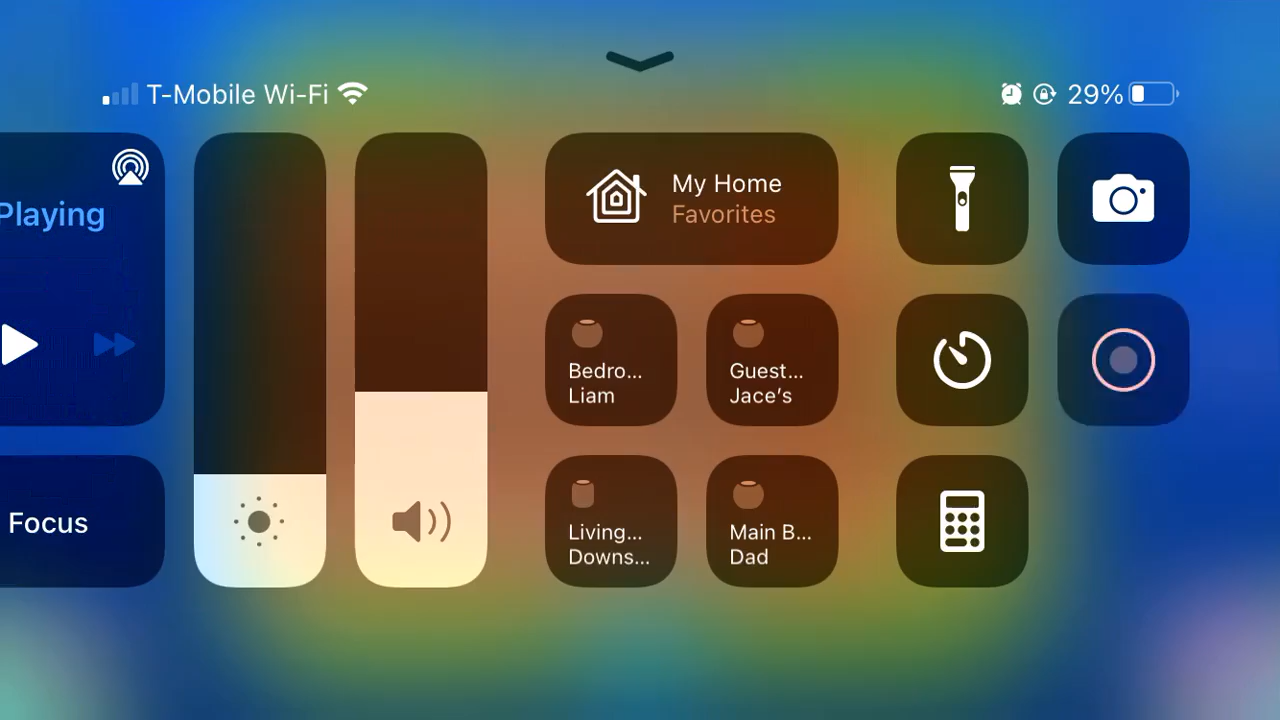 T-Mobile Wi-Fi
29%
Playing
My Home
Favorites
Bedro...
Liam
Guest...
Jace's
Focus
Living...
Downs...
Main B...
Dad